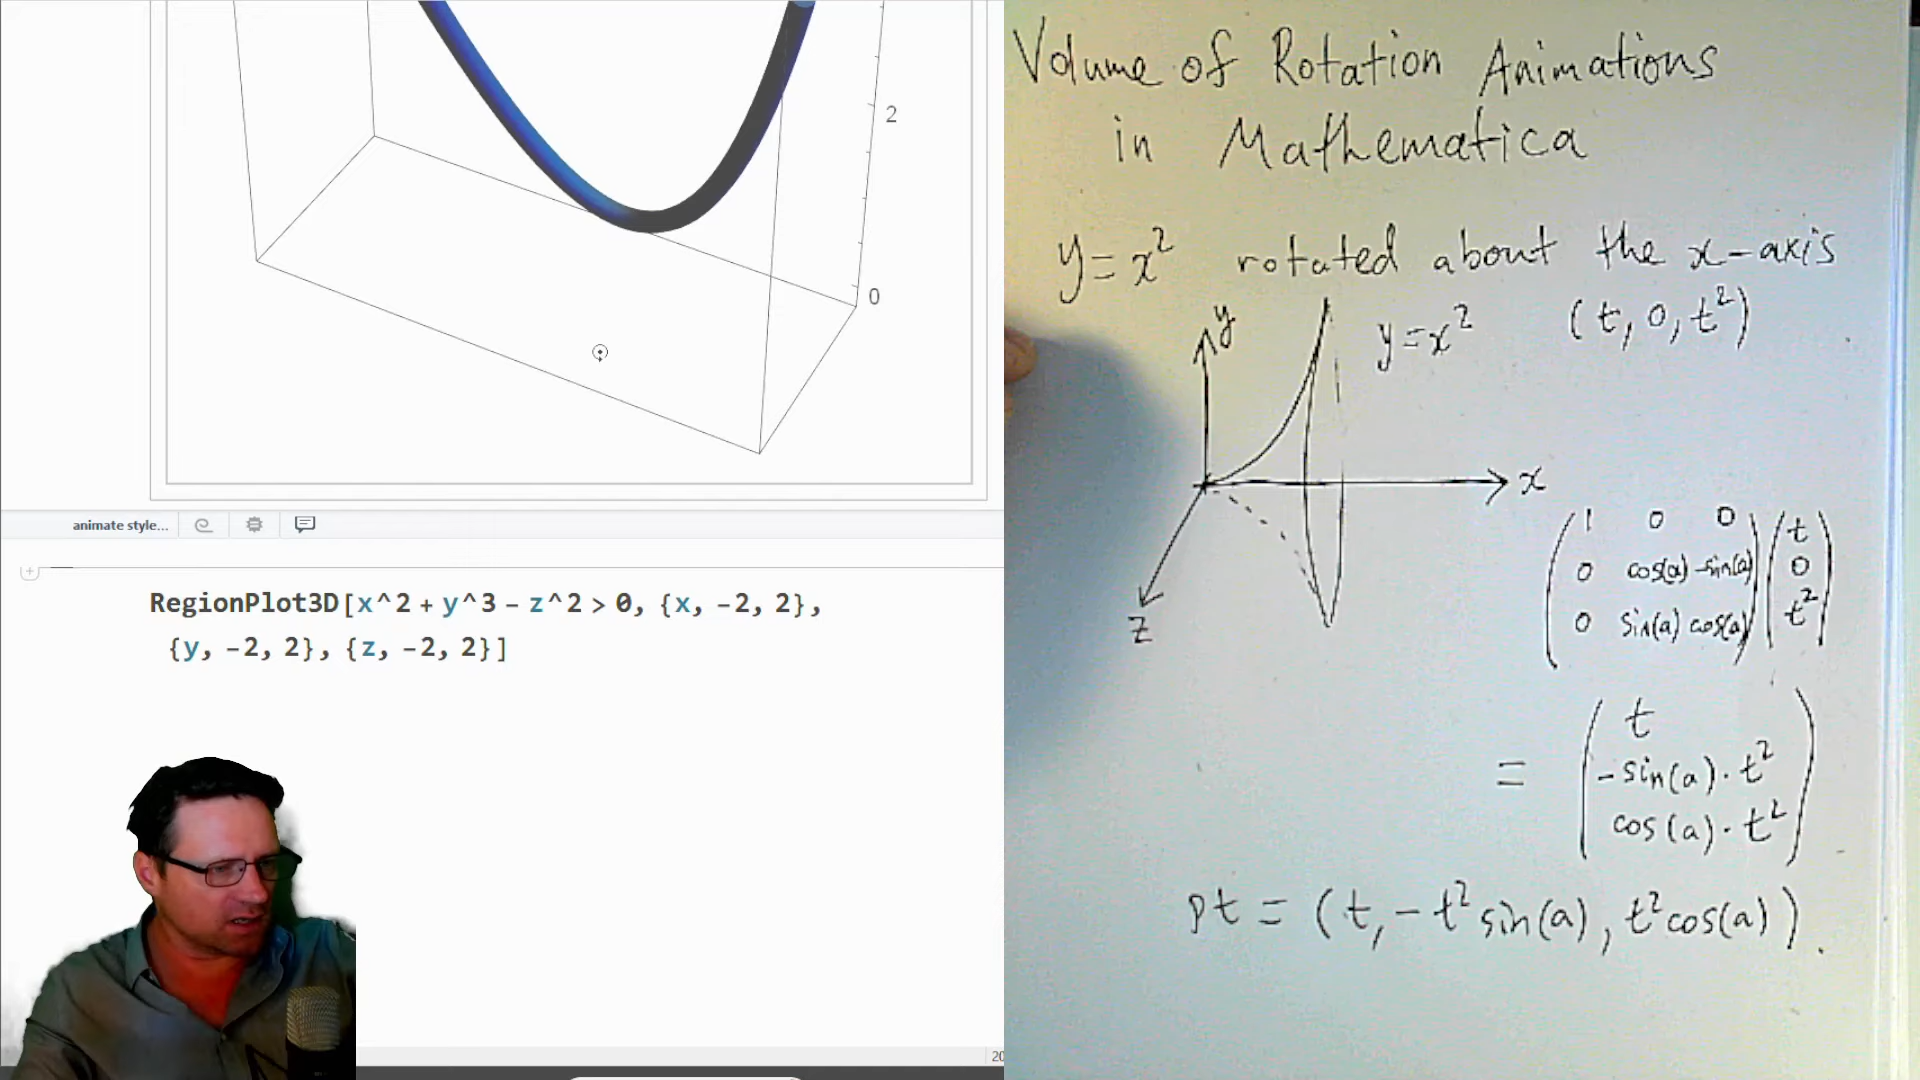 2
0
animate style...
RegionPlot3D[x^2 + y^3 - z^2 > 0, {x, -2, 2},
{y, -2, 2}, {z, -2, 2}]
20
Volume of Rotation Animations
in Mathematica
y = x² rotated about the x-axis
y
y = x²
(t, 0, t²)
x
z
1 0 0 t
0 cos(a) -sin(a) 0
0 sin(a) cos(a) t²
= t
-sin(a) · t²
cos(a) · t²
pt = (t, - t² sin(a), t² cos(a)).